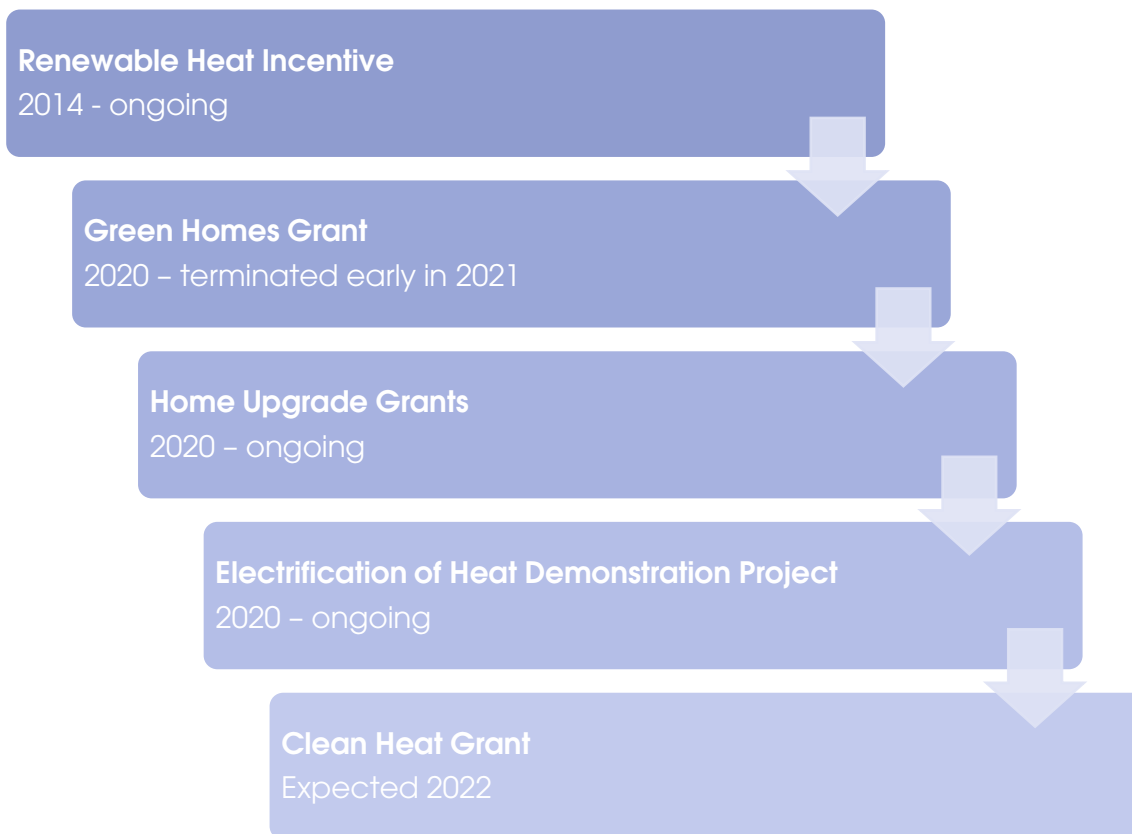 Renewable Heat Incentive
2014 - ongoing
Green Homes Grant
2020 – terminated early in 2021
Home Upgrade Grants
2020 – ongoing
Electrification of Heat Demonstration Project
2020 – ongoing
Clean Heat Grant
Expected 2022